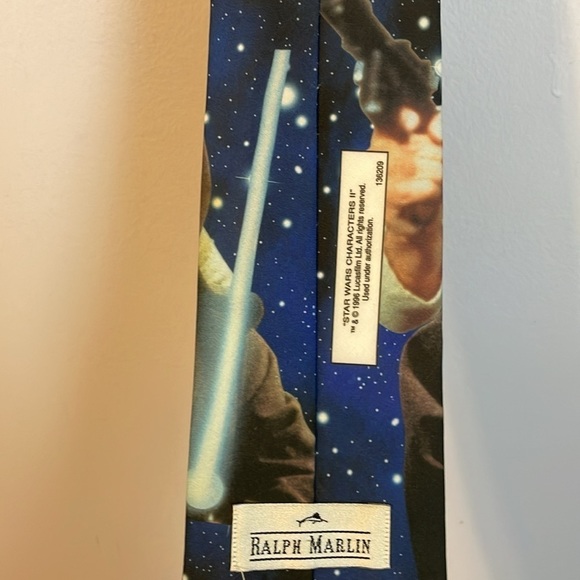 136209
"STAR WARS CHARACTERS II"
™ & © 1996 Lucasfilm Ltd. All rights reserved.
Used under authorization.
RALPH MARLIN